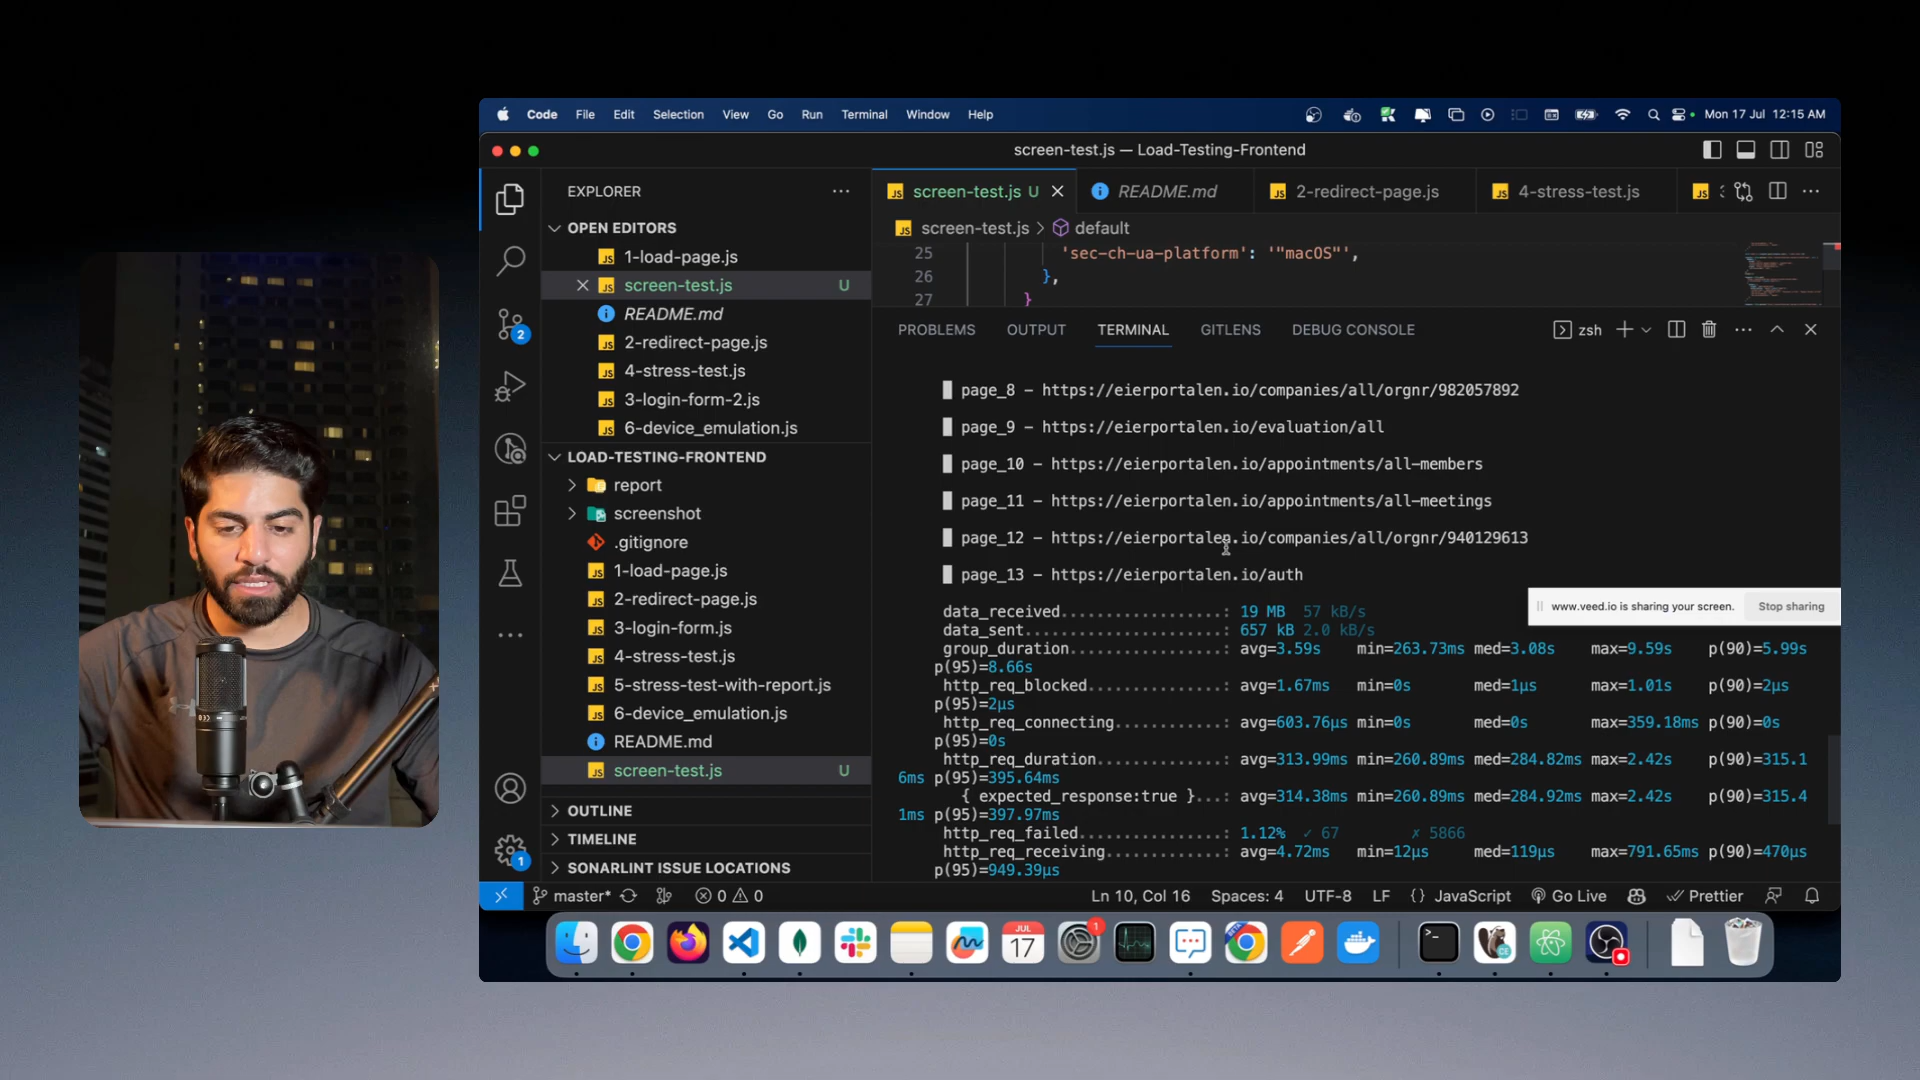 Code File Edit Selection View Go Run Terminal Window Help Mon 17 Jul 12:15 AM
screen-test.js — Load-Testing-Frontend
EXPLORER
OPEN EDITORS
1-load-page.js
screen-test.js U
README.md
2-redirect-page.js
4-stress-test.js
3-login-form-2.js
6-device_emulation.js
LOAD-TESTING-FRONTEND
report
screenshot
.gitignore
1-load-page.js
2-redirect-page.js
3-login-form.js
4-stress-test.js
5-stress-test-with-report.js
6-device_emulation.js
README.md
screen-test.js U
OUTLINE
TIMELINE
SONARLINT ISSUE LOCATIONS
2
1
screen-test.js U README.md 2-redirect-page.js 4-stress-test.js
screen-test.js > default
25 'sec-ch-ua-platform': '"macOS"',
26 },
27 }
PROBLEMS OUTPUT TERMINAL GITLENS DEBUG CONSOLE zsh
█ page_8 - https://eierportalen.io/companies/all/orgnr/982057892
█ page_9 - https://eierportalen.io/evaluation/all
█ page_10 - https://eierportalen.io/appointments/all-members
█ page_11 - https://eierportalen.io/appointments/all-meetings
█ page_12 - https://eierportalen.io/companies/all/orgnr/940129613
█ page_13 - https://eierportalen.io/auth
data_received..................: 19 MB 57 kB/s
data_sent......................: 657 kB 2.0 kB/s
group_duration.................: avg=3.59s min=263.73ms med=3.08s max=9.59s p(90)=5.99s
p(95)=8.66s
http_req_blocked...............: avg=1.67ms min=0s med=1µs max=1.01s p(90)=2µs
p(95)=2µs
http_req_connecting............: avg=603.76µs min=0s med=0s max=359.18ms p(90)=0s
p(95)=0s
http_req_duration..............: avg=313.99ms min=260.89ms med=284.82ms max=2.42s p(90)=315.1
6ms p(95)=395.64ms
{ expected_response:true }...: avg=314.38ms min=260.89ms med=284.92ms max=2.42s p(90)=315.4
1ms p(95)=397.97ms
http_req_failed................: 1.12% ✓ 67 ✗ 5866
http_req_receiving.............: avg=4.72ms min=12µs med=119µs max=791.65ms p(90)=470µs
p(95)=949.39µs
www.veed.io is sharing your screen. Stop sharing
master* 0 0 Ln 10, Col 16 Spaces: 4 UTF-8 LF {} JavaScript Go Live Prettier
JUL
17
1
BETA
CE